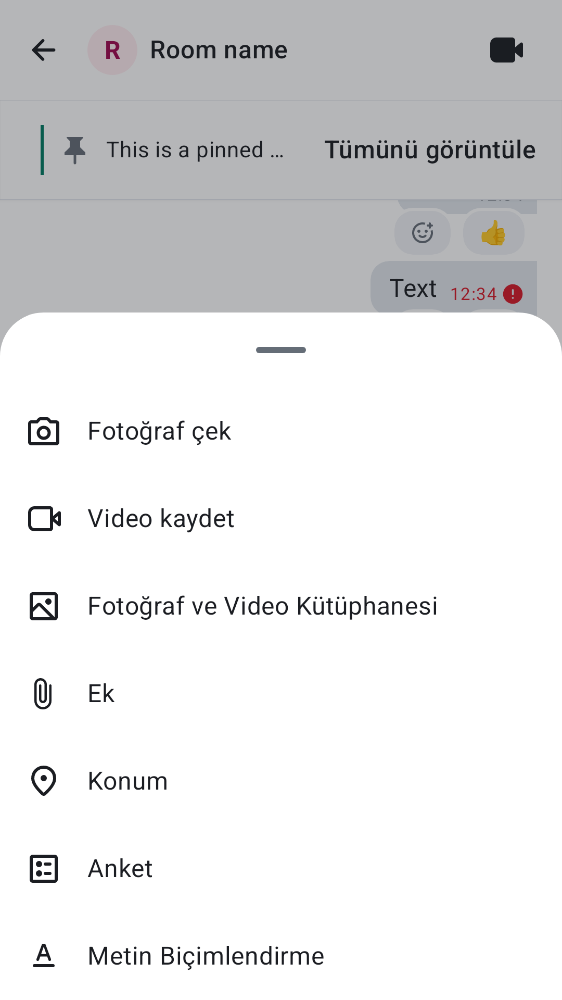 R Room name
This is a pinned … Tümünü görüntüle
Text 12:34
Fotoğraf çek
Video kaydet
Fotoğraf ve Video Kütüphanesi
Ek
Konum
Anket
Metin Biçimlendirme